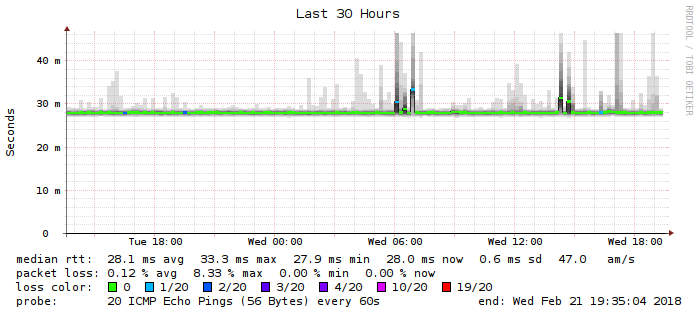 Last 30 Hours
RRDTOOL / TOBI OETIKER
Seconds
40 m
30 m
20 m
10 m
0
Tue 18:00 Wed 00:00 Wed 06:00 Wed 12:00 Wed 18:00
median rtt: 28.1 ms avg 33.3 ms max 27.9 ms min 28.0 ms now 0.6 ms sd 47.0 am/s
packet loss: 0.12 % avg 8.33 % max 0.00 % min 0.00 % now
loss color: 0 1/20 2/20 3/20 4/20 10/20 19/20
probe: 20 ICMP Echo Pings (56 Bytes) every 60s end: Wed Feb 21 19:35:04 2018